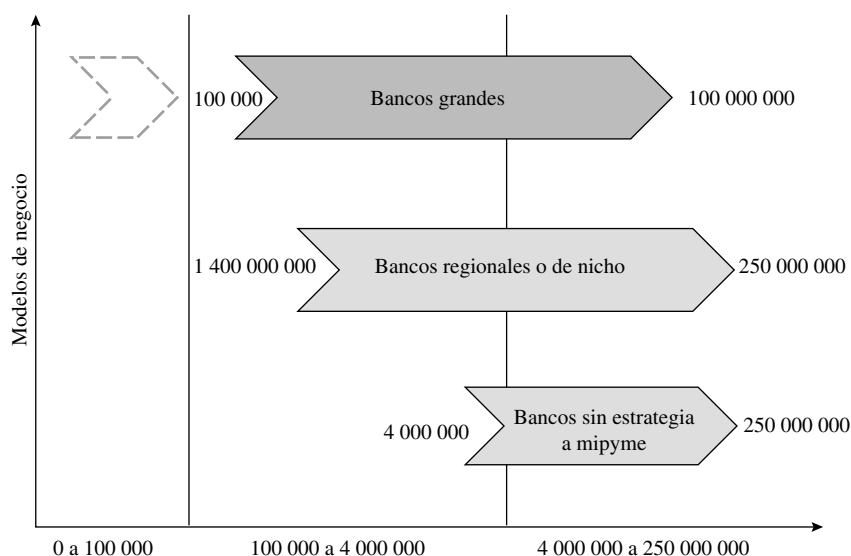 Modelos de negocio
100 000
Bancos grandes
100 000 000
1 400 000 000
Bancos regionales o de nicho
250 000 000
4 000 000
Bancos sin estrategia
a mipyme
250 000 000
0 a 100 000
100 000 a 4 000 000
4 000 000 a 250 000 000